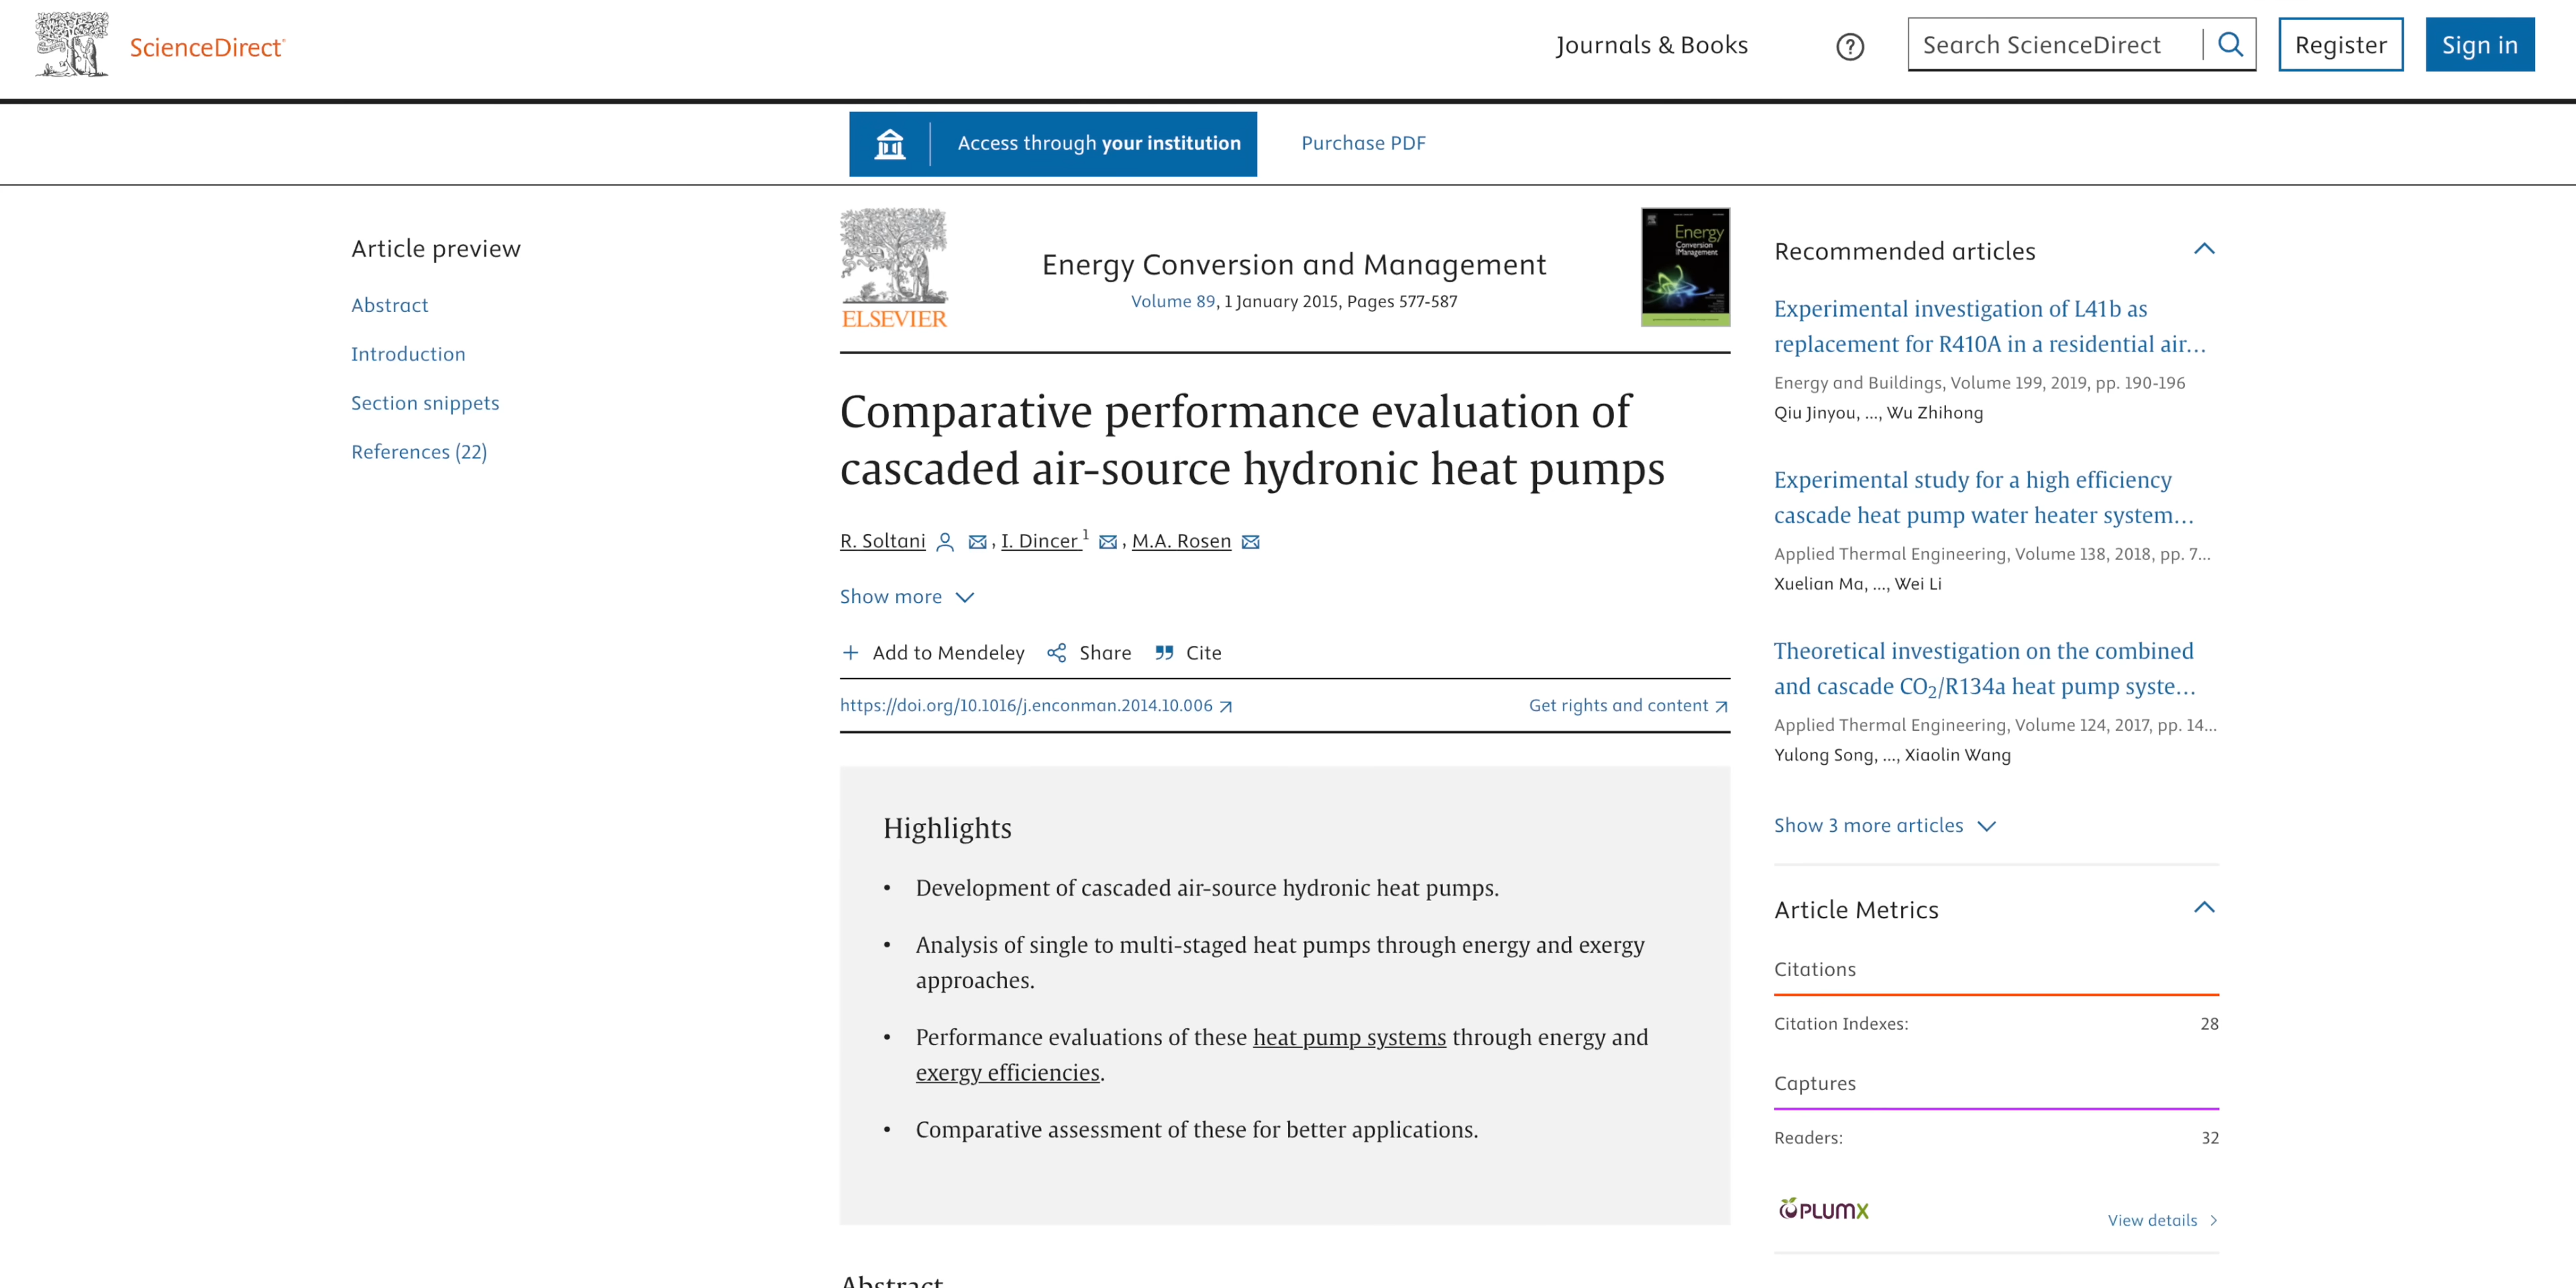 ScienceDirect
Journals & Books
Search ScienceDirect
Register
Sign in
Access through your institution
Purchase PDF
Article preview
Abstract
Introduction
Section snippets
References (22)
ELSEVIER
Energy Conversion and Management
Volume 89, 1 January 2015, Pages 577-587
Energy
Conversion
Management
Comparative performance evaluation of
cascaded air-source hydronic heat pumps
R. Soltani, I. Dincer 1, M.A. Rosen
Show more
Add to Mendeley
Share
Cite
https://doi.org/10.1016/j.enconman.2014.10.006
Get rights and content
Highlights
• Development of cascaded air-source hydronic heat pumps.
• Analysis of single to multi-staged heat pumps through energy and exergy
approaches.
• Performance evaluations of these heat pump systems through energy and
exergy efficiencies.
• Comparative assessment of these for better applications.
Abstract
Recommended articles
Experimental investigation of L41b as
replacement for R410A in a residential air…
Energy and Buildings, Volume 199, 2019, pp. 190-196
Qiu Jinyou, …, Wu Zhihong
Experimental study for a high efficiency
cascade heat pump water heater system…
Applied Thermal Engineering, Volume 138, 2018, pp. 7…
Xuelian Ma, …, Wei Li
Theoretical investigation on the combined
and cascade CO₂/R134a heat pump syste…
Applied Thermal Engineering, Volume 124, 2017, pp. 14…
Yulong Song, …, Xiaolin Wang
Show 3 more articles
Article Metrics
Citations
Citation Indexes: 28
Captures
Readers: 32
PLUMX
View details